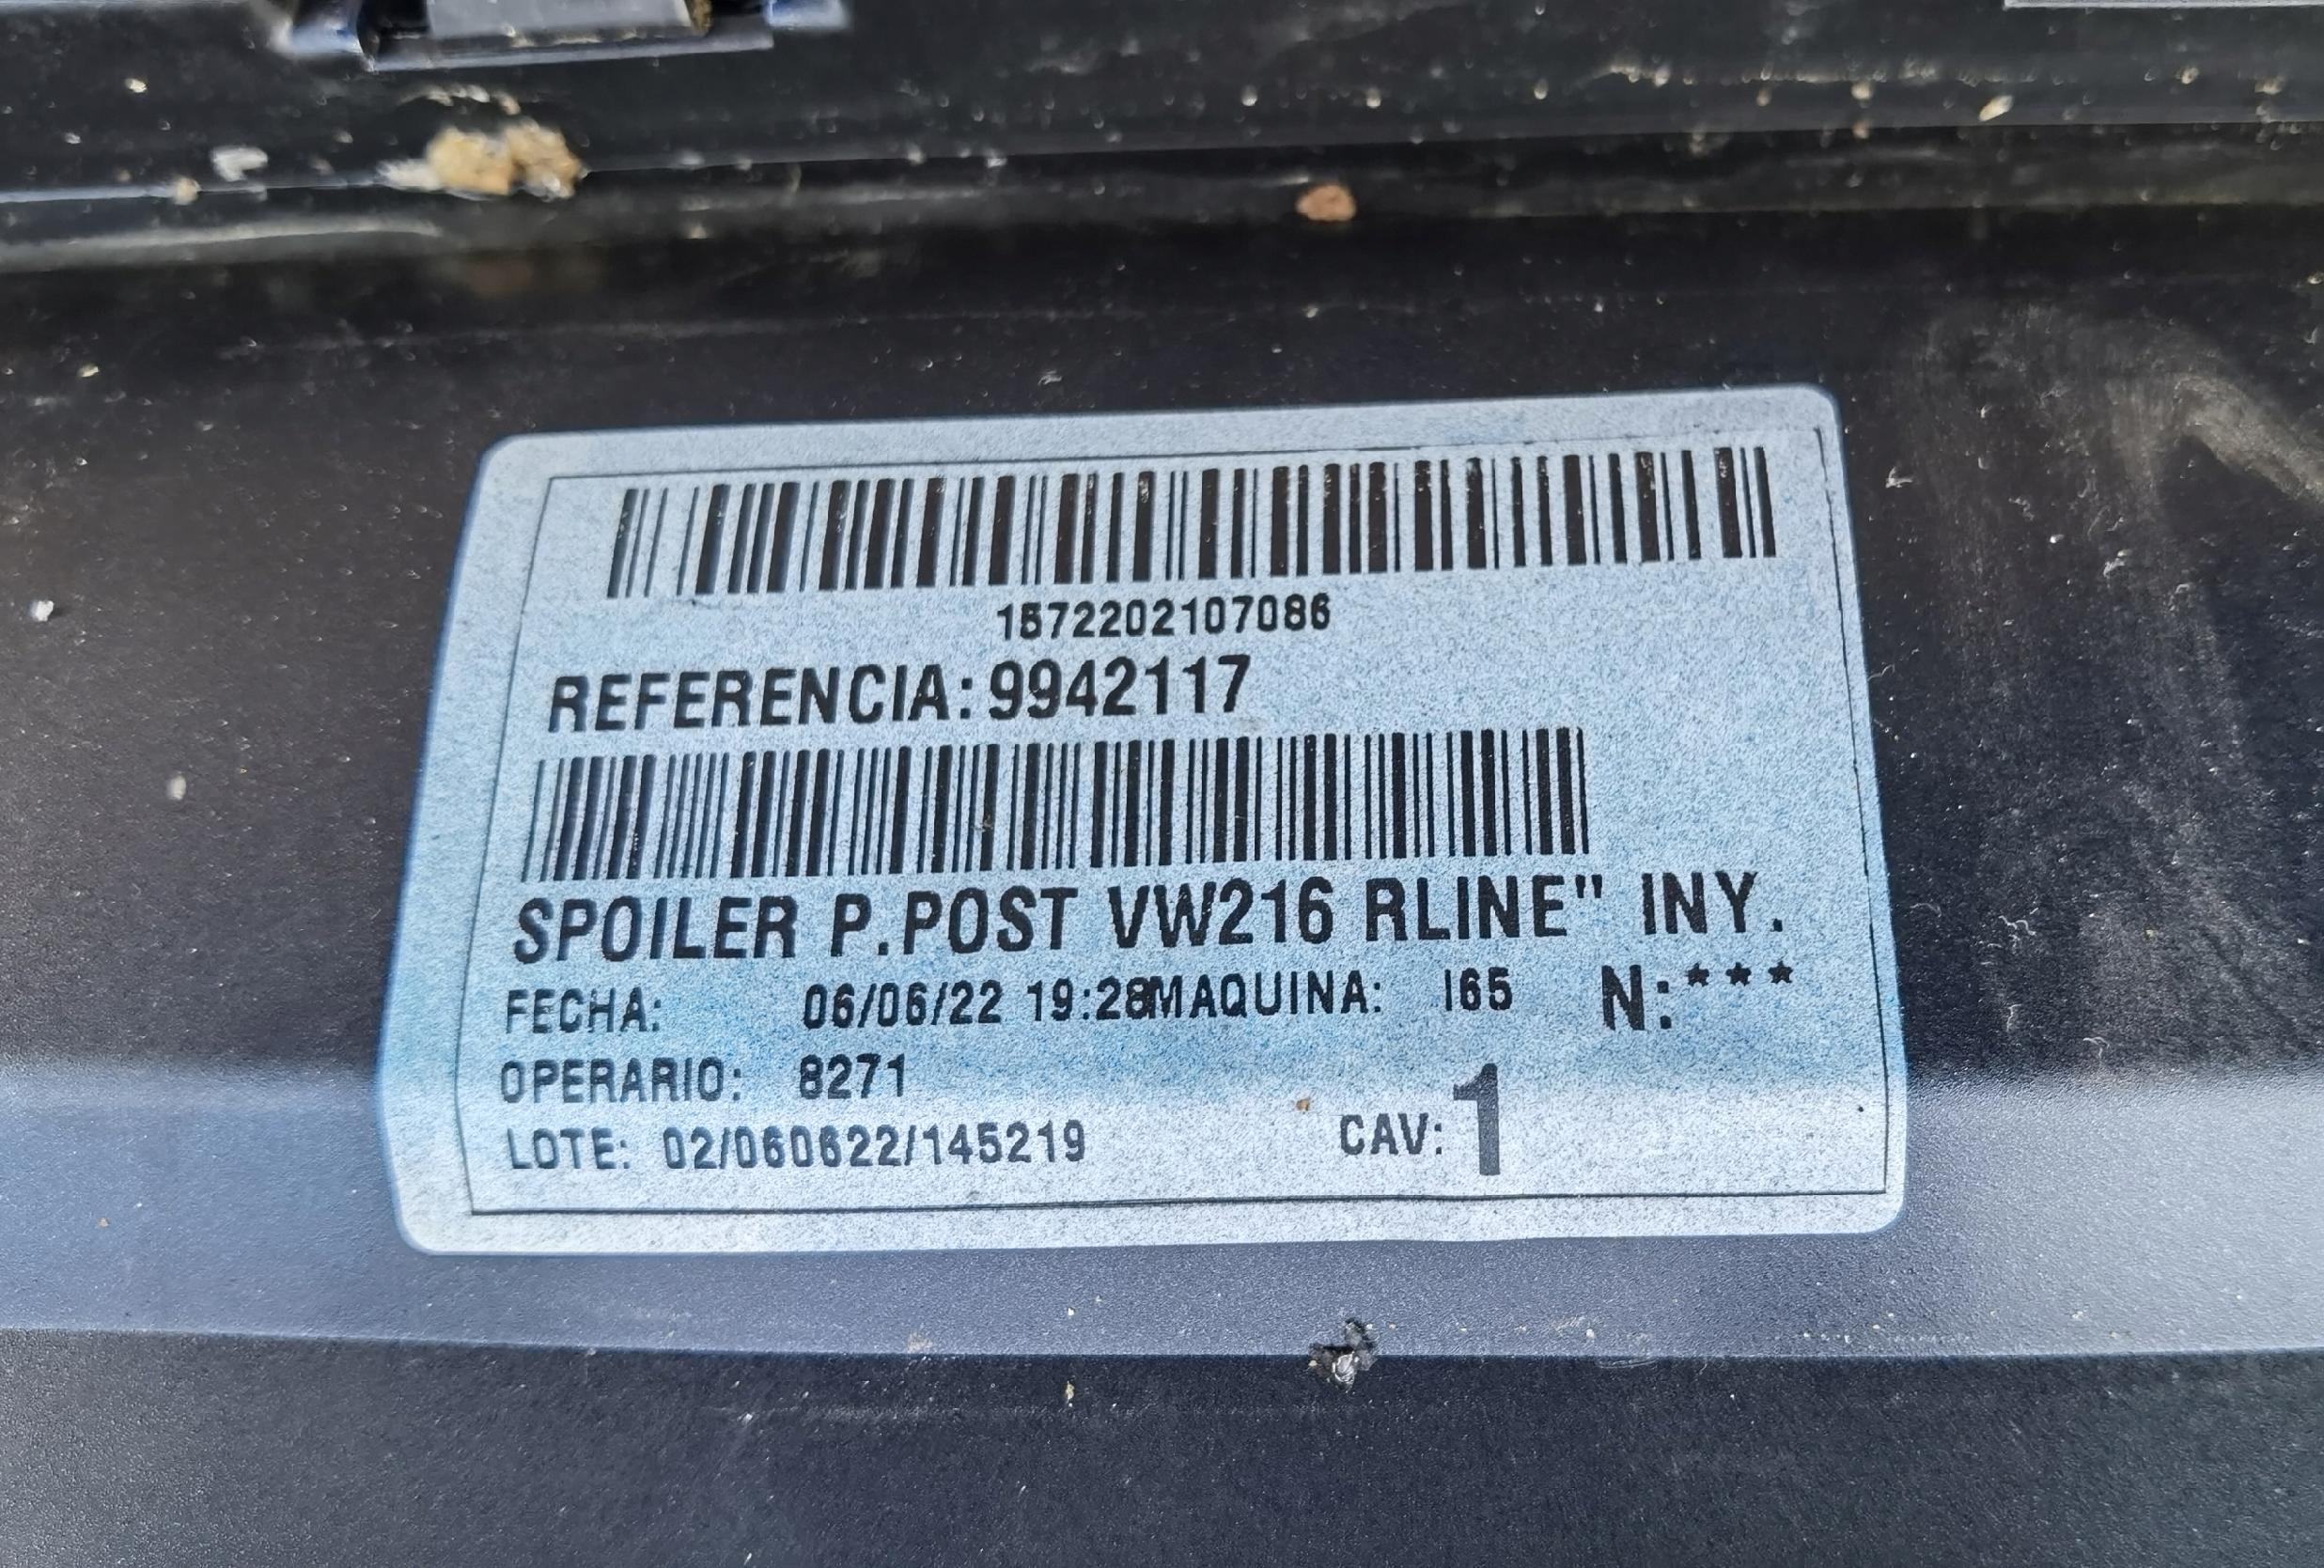 1572202107086
REFERENCIA: 9942117
SPOILER P.POST VW216 RLINE" INY.
FECHA: 06/06/22 19:28 MAQUINA: I65 N:***
OPERARIO: 8271
LOTE: 02/060622/145219 CAV: 1